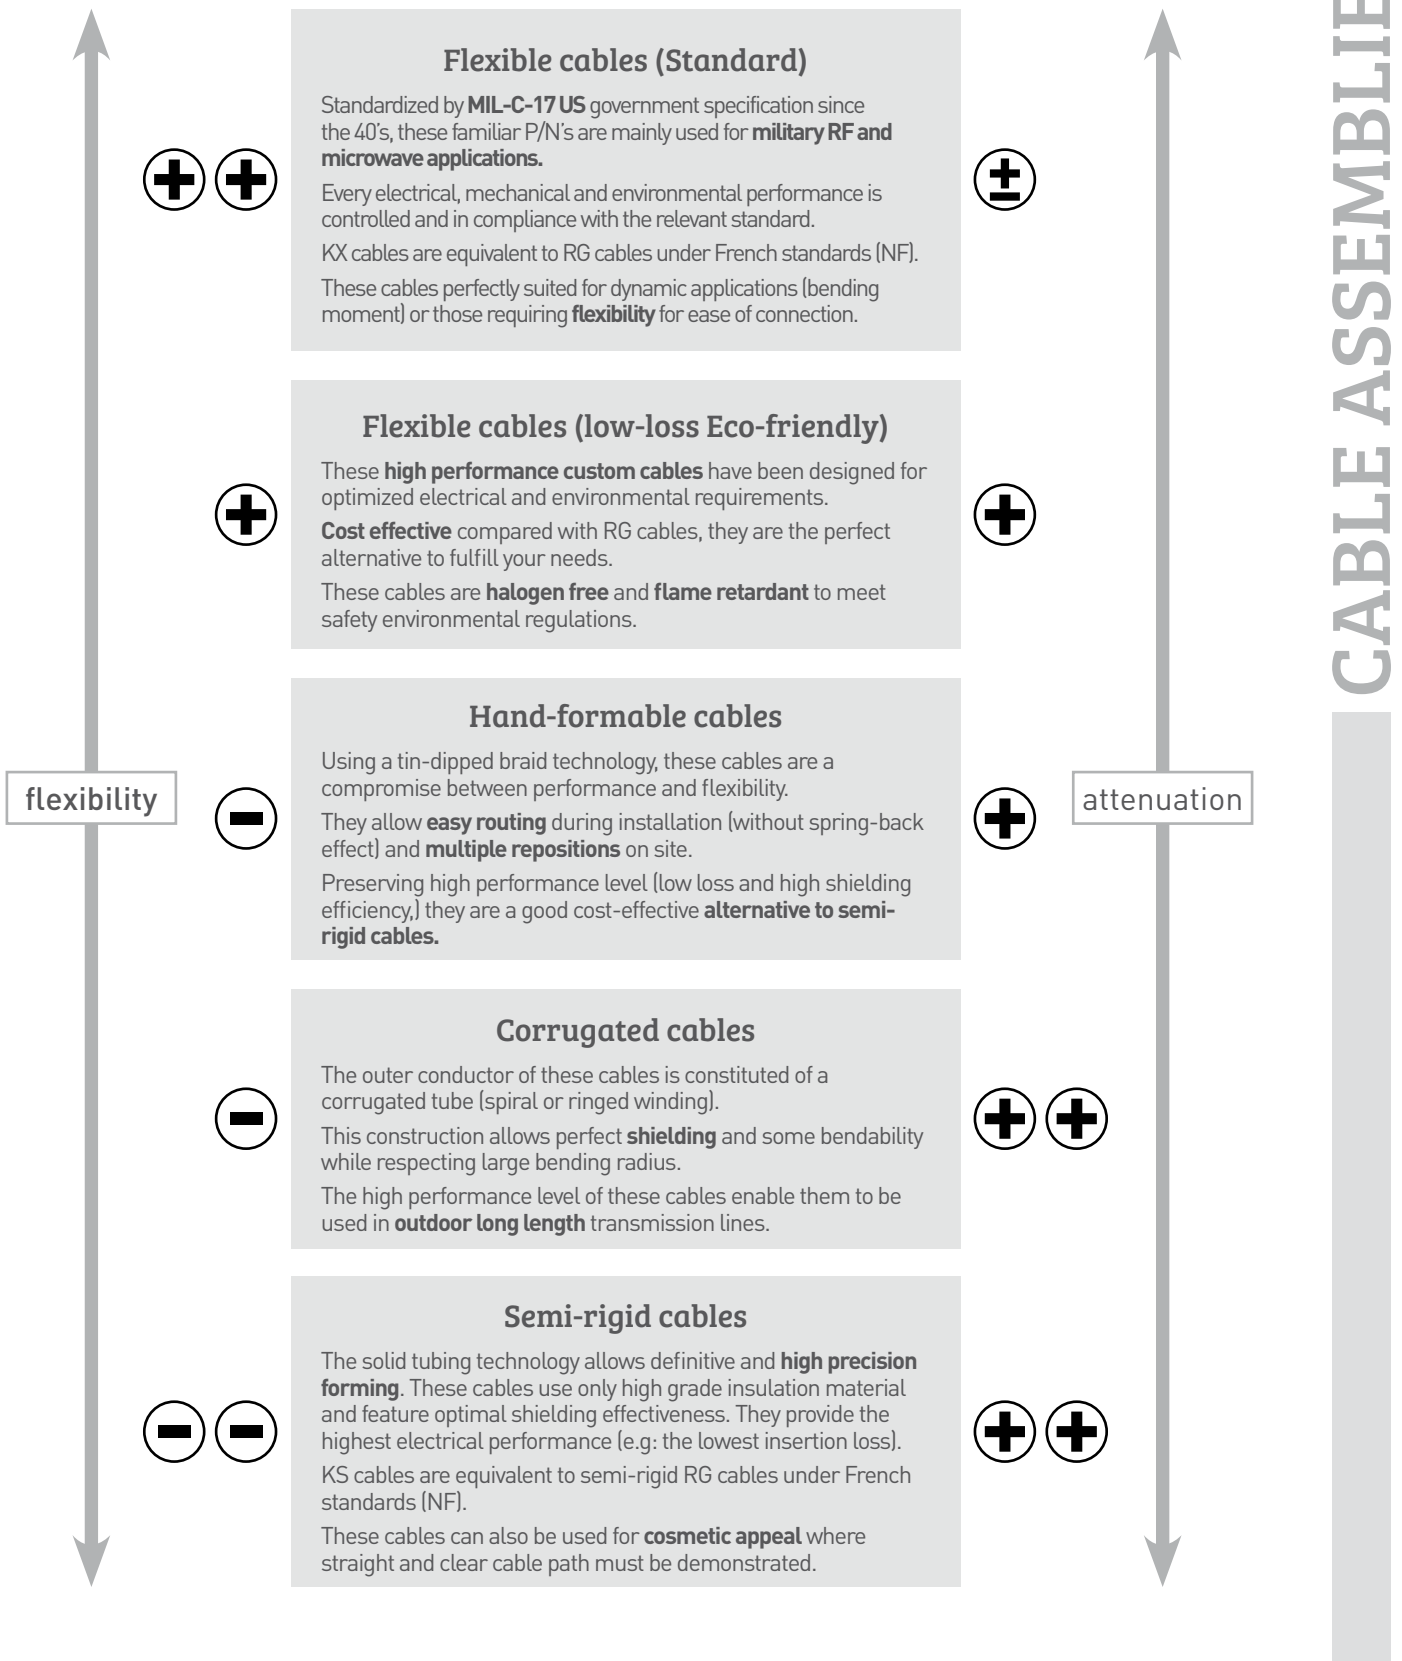 Flexible cables (Standard)
Standardized by MIL-C-17 US government specification since
the 40's, these familiar P/N's are mainly used for military RF and
microwave applications.
Every electrical, mechanical and environmental performance is
controlled and in compliance with the relevant standard.
KX cables are equivalent to RG cables under French standards (NF).
These cables perfectly suited for dynamic applications (bending
moment) or those requiring flexibility for ease of connection.
Flexible cables (low-loss Eco-friendly)
These high performance custom cables have been designed for
optimized electrical and environmental requirements.
Cost effective compared with RG cables, they are the perfect
alternative to fulfill your needs.
These cables are halogen free and flame retardant to meet
safety environmental regulations.
Hand-formable cables
Using a tin-dipped braid technology, these cables are a
compromise between performance and flexibility.
They allow easy routing during installation (without spring-back
effect) and multiple repositions on site.
Preserving high performance level (low loss and high shielding
efficiency,) they are a good cost-effective alternative to semi-
rigid cables.
flexibility
attenuation
Corrugated cables
The outer conductor of these cables is constituted of a
corrugated tube (spiral or ringed winding).
This construction allows perfect shielding and some bendability
while respecting large bending radius.
The high performance level of these cables enable them to be
used in outdoor long length transmission lines.
Semi-rigid cables
The solid tubing technology allows definitive and high precision
forming. These cables use only high grade insulation material
and feature optimal shielding effectiveness. They provide the
highest electrical performance (e.g: the lowest insertion loss).
KS cables are equivalent to semi-rigid RG cables under French
standards (NF).
These cables can also be used for cosmetic appeal where
straight and clear cable path must be demonstrated.
CABLE ASSEMBLIE